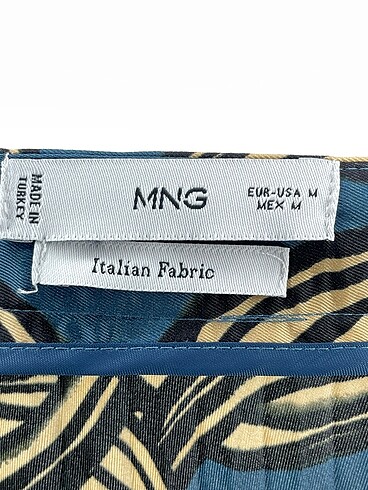 MADE IN
TURKEY
MNG
EUR-USA M
MEX M
Italian Fabric